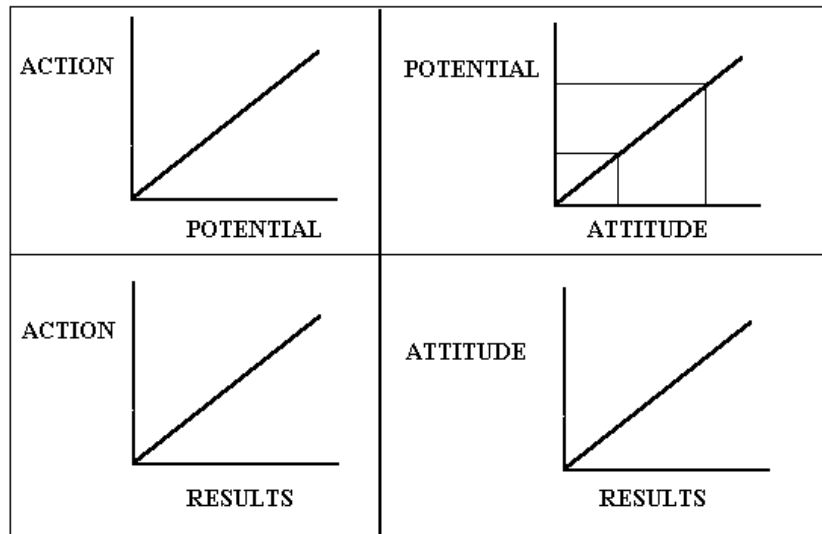 ACTION
POTENTIAL
POTENTIAL
ATTITUDE
ACTION
RESULTS
ATTITUDE
RESULTS